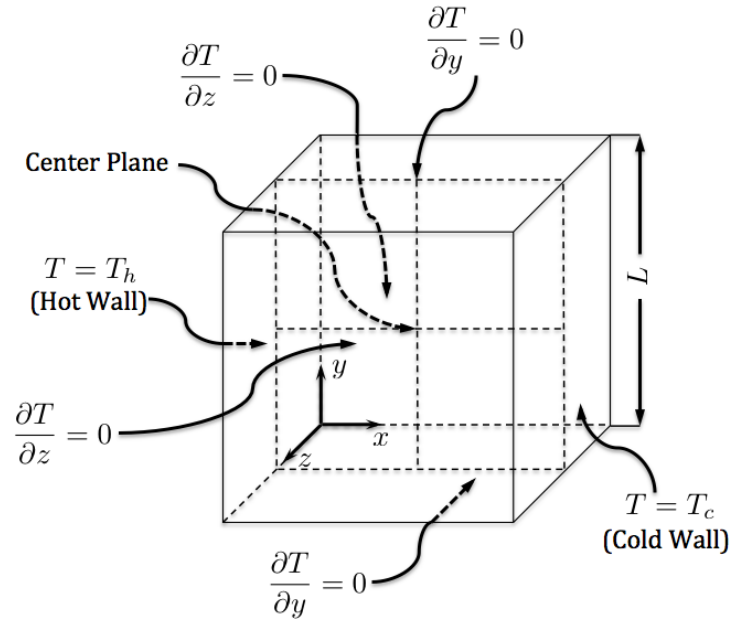 ∂T/∂y = 0
∂T/∂z = 0
Center Plane
T = T_h
(Hot Wall)
L
y
x
z
∂T/∂z = 0
T = T_c
(Cold Wall)
∂T/∂y = 0